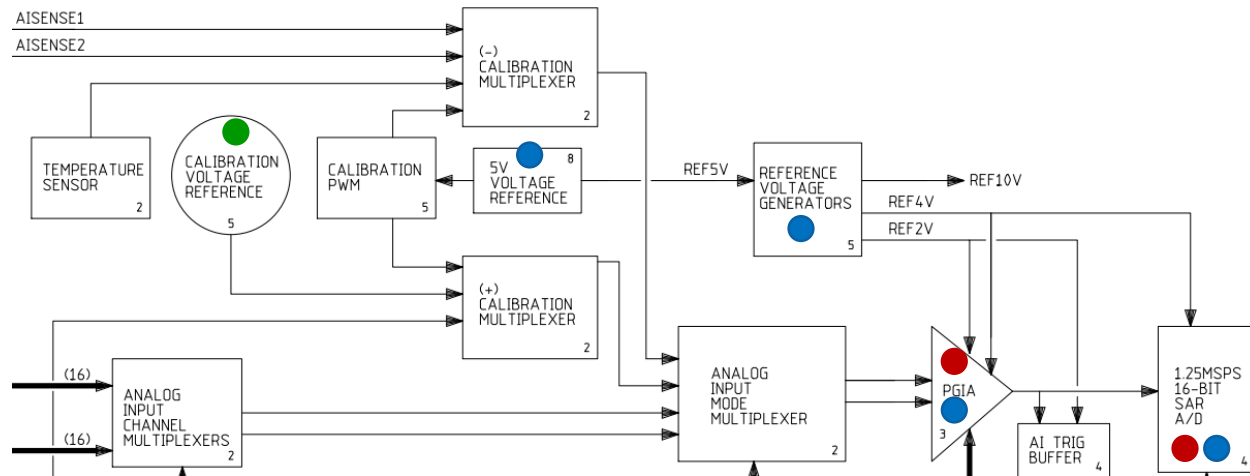 AISENSE1
AISENSE2
(-)
CALIBRATION
MULTIPLEXER
2
TEMPERATURE
SENSOR
2
CALIBRATION
VOLTAGE
REFERENCE
5
CALIBRATION
PWM
5
8
5V
VOLTAGE
REFERENCE
REF5V
REFERENCE
VOLTAGE
GENERATORS
5
REF10V
REF4V
REF2V
(+)
CALIBRATION
MULTIPLEXER
2
(16)
(16)
ANALOG
INPUT
CHANNEL
MULTIPLEXERS
2
ANALOG
INPUT
MODE
MULTIPLEXER
2
PGIA
3
AI TRIG
BUFFER
4
1.25MSPS
16-BIT
SAR
A/D
4